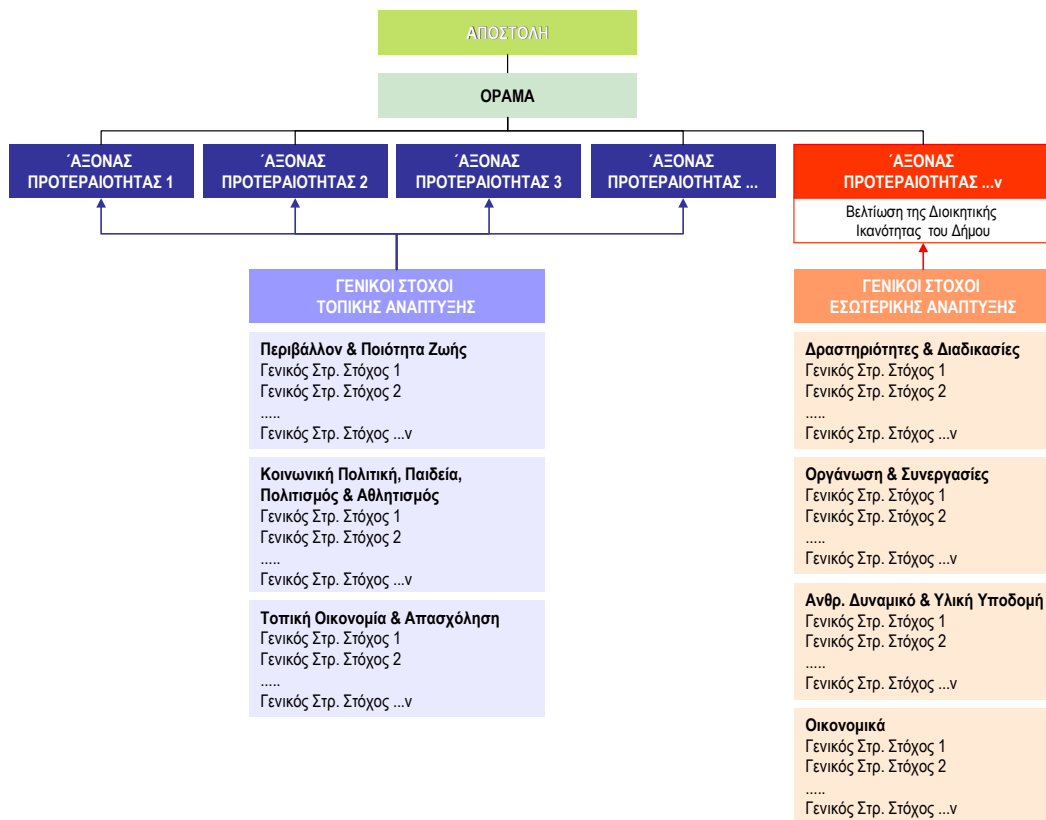 ΑΠΟΣΤΟΛΗ
ΟΡΑΜΑ
΄ΑΞΟΝΑΣ
ΠΡΟΤΕΡΑΙΟΤΗΤΑΣ 1
΄ΑΞΟΝΑΣ
ΠΡΟΤΕΡΑΙΟΤΗΤΑΣ 2
΄ΑΞΟΝΑΣ
ΠΡΟΤΕΡΑΙΟΤΗΤΑΣ 3
΄ΑΞΟΝΑΣ
ΠΡΟΤΕΡΑΙΟΤΗΤΑΣ ...
΄ΑΞΟΝΑΣ
ΠΡΟΤΕΡΑΙΟΤΗΤΑΣ ...ν
Βελτίωση της Διοικητικής
Ικανότητας του Δήμου
ΓΕΝΙΚΟΙ ΣΤΟΧΟΙ
ΤΟΠΙΚΗΣ ΑΝΑΠΤΥΞΗΣ
Περιβάλλον & Ποιότητα Ζωής
Γενικός Στρ. Στόχος 1
Γενικός Στρ. Στόχος 2
.....
Γενικός Στρ. Στόχος ...ν
Κοινωνική Πολιτική, Παιδεία,
Πολιτισμός & Αθλητισμός
Γενικός Στρ. Στόχος 1
Γενικός Στρ. Στόχος 2
.....
Γενικός Στρ. Στόχος ...ν
Τοπική Οικονομία & Απασχόληση
Γενικός Στρ. Στόχος 1
Γενικός Στρ. Στόχος 2
.....
Γενικός Στρ. Στόχος ...ν
ΓΕΝΙΚΟΙ ΣΤΟΧΟΙ
ΕΣΩΤΕΡΙΚΗΣ ΑΝΑΠΤΥΞΗΣ
Δραστηριότητες & Διαδικασίες
Γενικός Στρ. Στόχος 1
Γενικός Στρ. Στόχος 2
.....
Γενικός Στρ. Στόχος ...ν
Οργάνωση & Συνεργασίες
Γενικός Στρ. Στόχος 1
Γενικός Στρ. Στόχος 2
.....
Γενικός Στρ. Στόχος ...ν
Ανθρ. Δυναμικό & Υλική Υποδομή
Γενικός Στρ. Στόχος 1
Γενικός Στρ. Στόχος 2
.....
Γενικός Στρ. Στόχος ...ν
Οικονομικά
Γενικός Στρ. Στόχος 1
Γενικός Στρ. Στόχος 2
.....
Γενικός Στρ. Στόχος ...ν